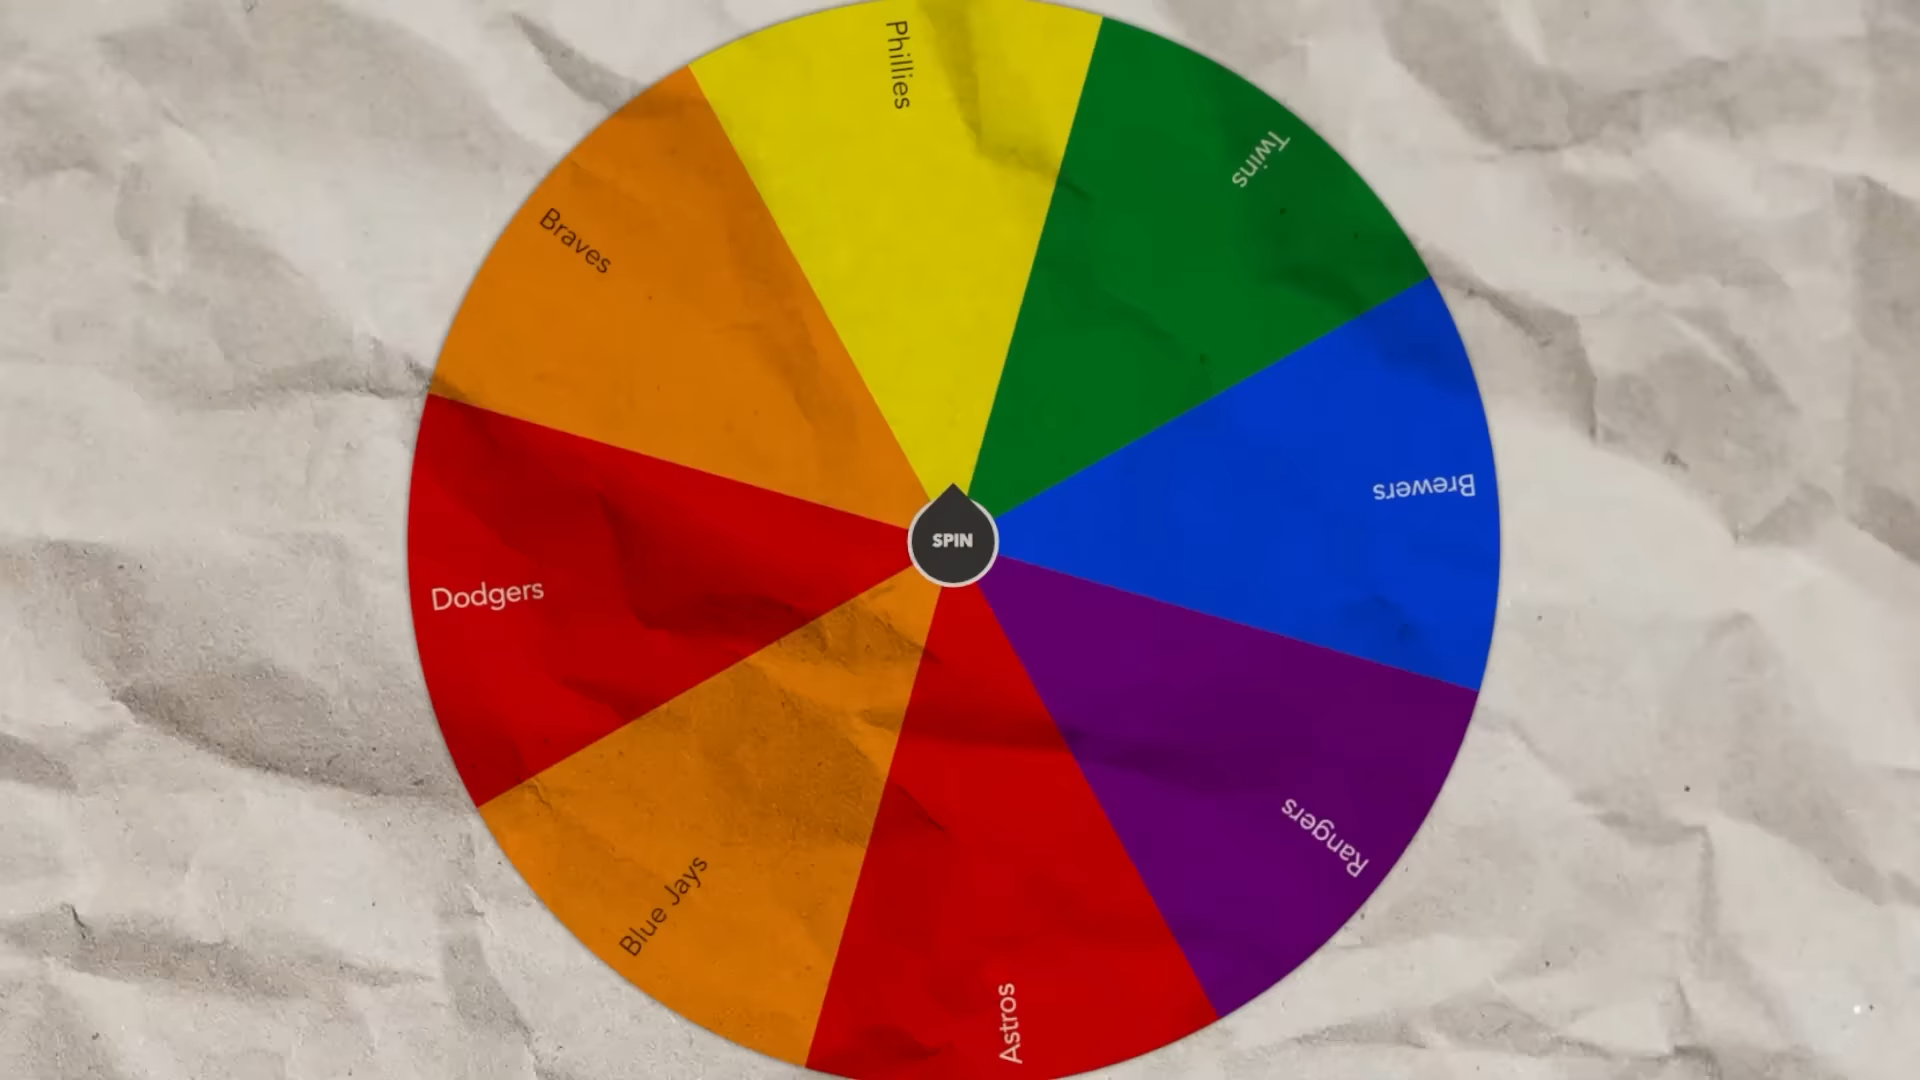 Phillies
Twins
Braves
Brewers
SPIN
Dodgers
Rangers
Blue Jays
Astros